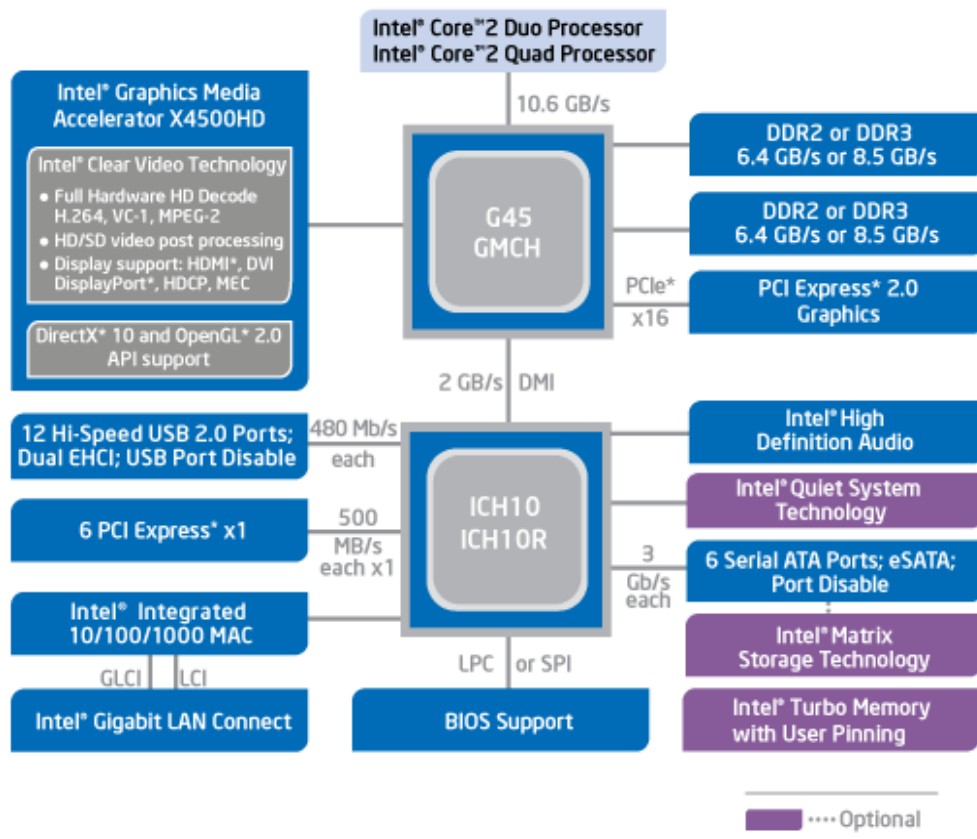 Intel® Core™2 Duo Processor
Intel® Core™2 Quad Processor
10.6 GB/s
Intel® Graphics Media
Accelerator X4500HD
Intel® Clear Video Technology
• Full Hardware HD Decode
H.264, VC-1, MPEG-2
• HD/SD video post processing
• Display support: HDMI*, DVI
DisplayPort*, HDCP, MEC
DirectX* 10 and OpenGL* 2.0
API support
G45
GMCH
DDR2 or DDR3
6.4 GB/s or 8.5 GB/s
DDR2 or DDR3
6.4 GB/s or 8.5 GB/s
PCIe*
x16
PCI Express* 2.0
Graphics
2 GB/s DMI
12 Hi-Speed USB 2.0 Ports;
Dual EHCI; USB Port Disable
480 Mb/s
each
6 PCI Express* x1
500
MB/s
each x1
Intel® Integrated
10/100/1000 MAC
GLCI LCI
Intel® Gigabit LAN Connect
ICH10
ICH10R
LPC or SPI
BIOS Support
Intel® High
Definition Audio
Intel® Quiet System
Technology
3
Gb/s
each
6 Serial ATA Ports; eSATA;
Port Disable
Intel® Matrix
Storage Technology
Intel® Turbo Memory
with User Pinning
Optional